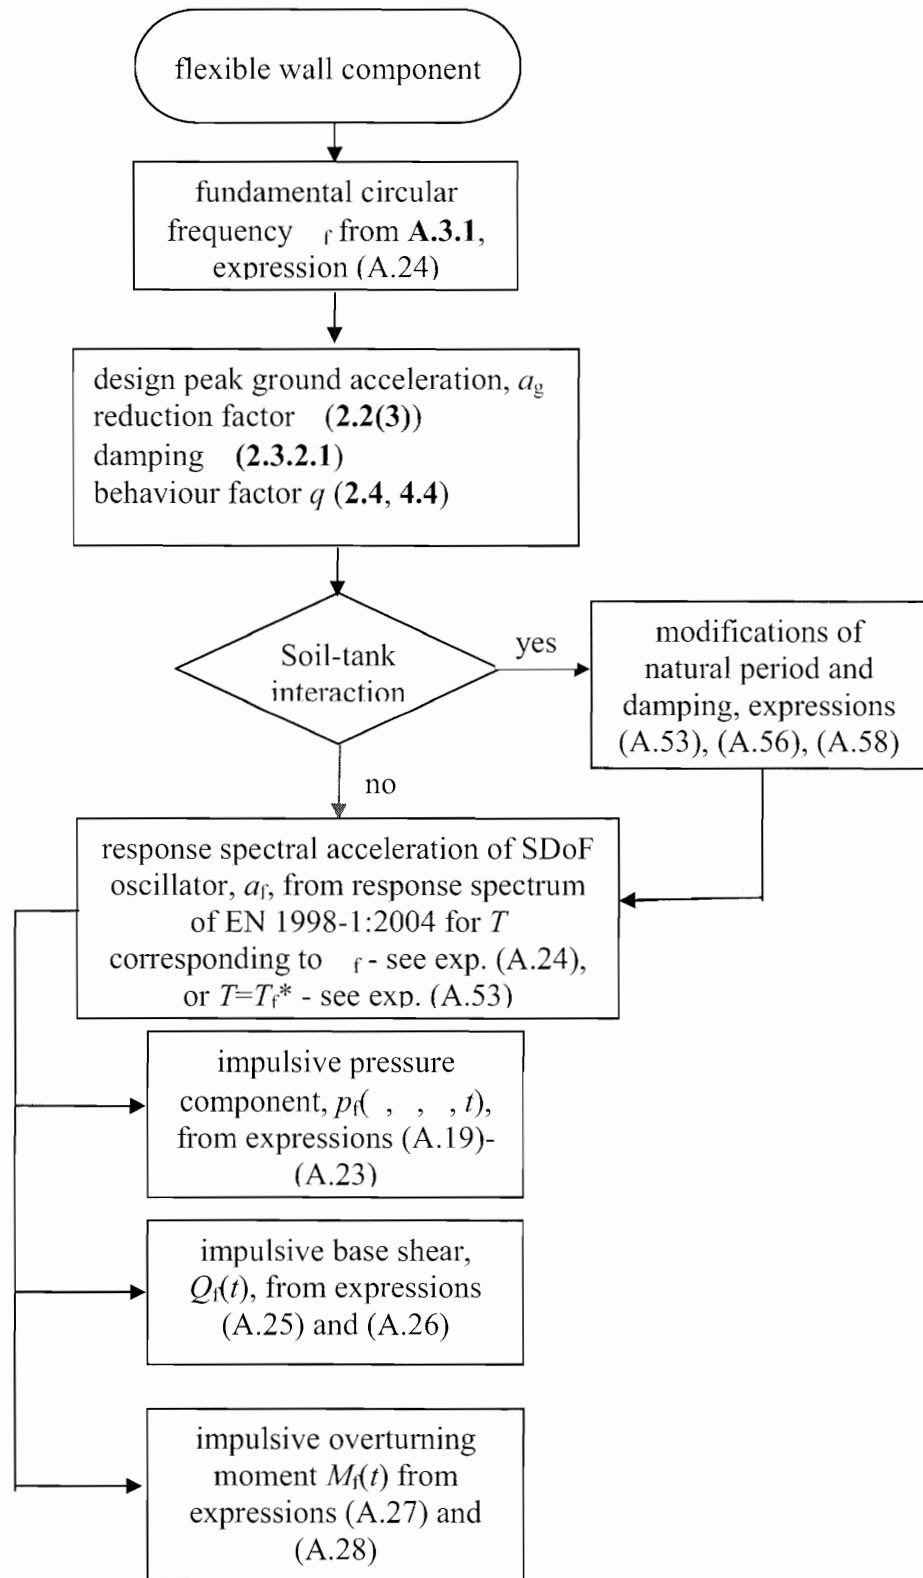 flexible wall component
fundamental circular
frequency f from A.3.1,
expression (A.24)
design peak ground acceleration, ag
reduction factor (2.2(3))
damping (2.3.2.1)
behaviour factor q (2.4, 4.4)
Soil-tank
interaction
yes
modifications of
natural period and
damping, expressions
(A.53), (A.56), (A.58)
no
response spectral acceleration of SDoF
oscillator, af, from response spectrum
of EN 1998-1:2004 for T
corresponding to f - see exp. (A.24),
or T=Tf* - see exp. (A.53)
impulsive pressure
component, pf( , , , t),
from expressions (A.19)-
(A.23)
impulsive base shear,
Qf(t), from expressions
(A.25) and (A.26)
impulsive overturning
moment Mf(t) from
expressions (A.27) and
(A.28)